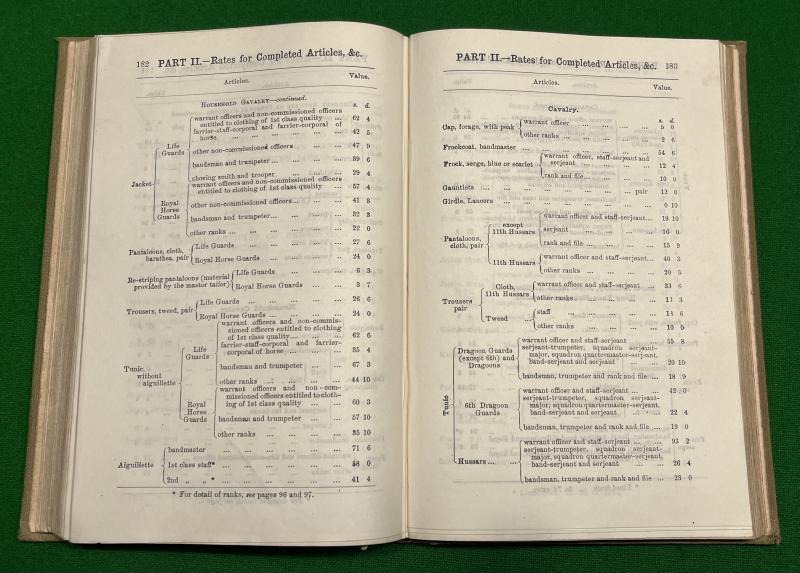 182 PART II.—Rates for Completed Articles, &c.
Articles. Value.
HOUSEHOLD CAVALRY—continued. s. d.
Jacket
Life Guards
warrant officers and non-commissioned officers
entitled to clothing of 1st class quality ... ... 62 4
farrier-staff-corporal and farrier-corporal of
horse ... ... ... ... ... ... 42 5
other non-commissioned officers ... ... ... 47 9
bandsman and trumpeter ... ... ... ... 39 6
shoeing smith and trooper ... ... ... ... 29 4
Royal Horse Guards
warrant officers and non-commissioned officers
entitled to clothing of 1st class quality ... 57 4
other non-commissioned officers ... ... ... 41 8
bandsman and trumpeter ... ... ... ... 32 8
other ranks ... ... ... ... ... ... 22 0
Pantaloons, cloth, barathea, pair
Life Guards ... ... ... ... ... 27 6
Royal Horse Guards ... ... ... ... 24 0
Re-striping pantaloons (material provided by the master tailor)
Life Guards ... ... ... 6 3
Royal Horse Guards ... ... 3 7
Trousers, tweed, pair
Life Guards ... ... ... ... ... 26 6
Royal Horse Guards ... ... ... ... 24 0
Tunic, without aiguillette
Life Guards
warrant officers and non-commis-
sioned officers entitled to clothing
of 1st class quality ... ... ... 62 6
farrier-staff-corporal and farrier-
corporal of horse ... ... ... 55 4
bandsman and trumpeter ... ... 67 3
other ranks ... ... ... ... 44 10
Royal Horse Guards
warrant officers and non-com-
missioned officers entitled to cloth-
ing of 1st class quality ... ... 60 3
bandsman and trumpeter ... ... 57 10
other ranks ... ... ... ... 35 10
Aiguillette
bandmaster ... ... ... ... ... 71 6
1st class staff* ... ... ... ... ... 58 0
2nd „ „ * ... ... ... ... ... 41 4
* For detail of ranks, see pages 96 and 97.
PART II.—Rates for Completed Articles, &c. 183
Articles. Value.
Cavalry. s. d.
Cap, forage, with peak
warrant officer ... ... ... 5 0
other ranks ... ... ... 2 6
Frockcoat, bandmaster ... ... ... ... 54 6
Frock, serge, blue or scarlet
warrant officer, staff-serjeant and
serjeant ... ... ... ... 12 4
rank and file ... ... ... 10 0
Gauntlets ... ... ... ... ... pair 12 0
Girdle, Lancers ... ... ... ... 0 10
Pantaloons, cloth, pair
except 11th Hussars
warrant officer and staff-serjeant ... 19 10
serjeant ... ... ... ... 16 0
rank and file ... ... ... 15 9
11th Hussars
warrant officer and staff-serjeant ... 40 3
other ranks ... ... ... 20 3
Trousers pair
Cloth, 11th Hussars
warrant officer and staff-serjeant ... 33 6
other ranks ... ... ... 11 3
Tweed ...
staff ... ... ... ... 13 6
other ranks ... ... ... 10 0
Tunic
Dragoon Guards (except 6th) and Dragoons
warrant officer and staff-serjeant ... 55 8
serjeant-trumpeter, squadron serjeant-
major, squadron quartermaster-serjeant,
band-serjeant and serjeant ... ... 20 10
bandsman, trumpeter and rank and file ... 18 9
6th Dragoon Guards
warrant officer and staff-serjeant ... ... 42 0
serjeant-trumpeter, squadron serjeant-
major, squadron quartermaster-serjeant,
band-serjeant and serjeant ... ... 22 4
bandsman, trumpeter and rank and file ... 19 0
Hussars ... ...
warrant officer and staff-serjeant ... ... 93 2
serjeant-trumpeter, squadron serjeant-
major, squadron quartermaster-serjeant,
band-serjeant and serjeant ... ... 26 4
bandsman, trumpeter and rank and file ... 23 0